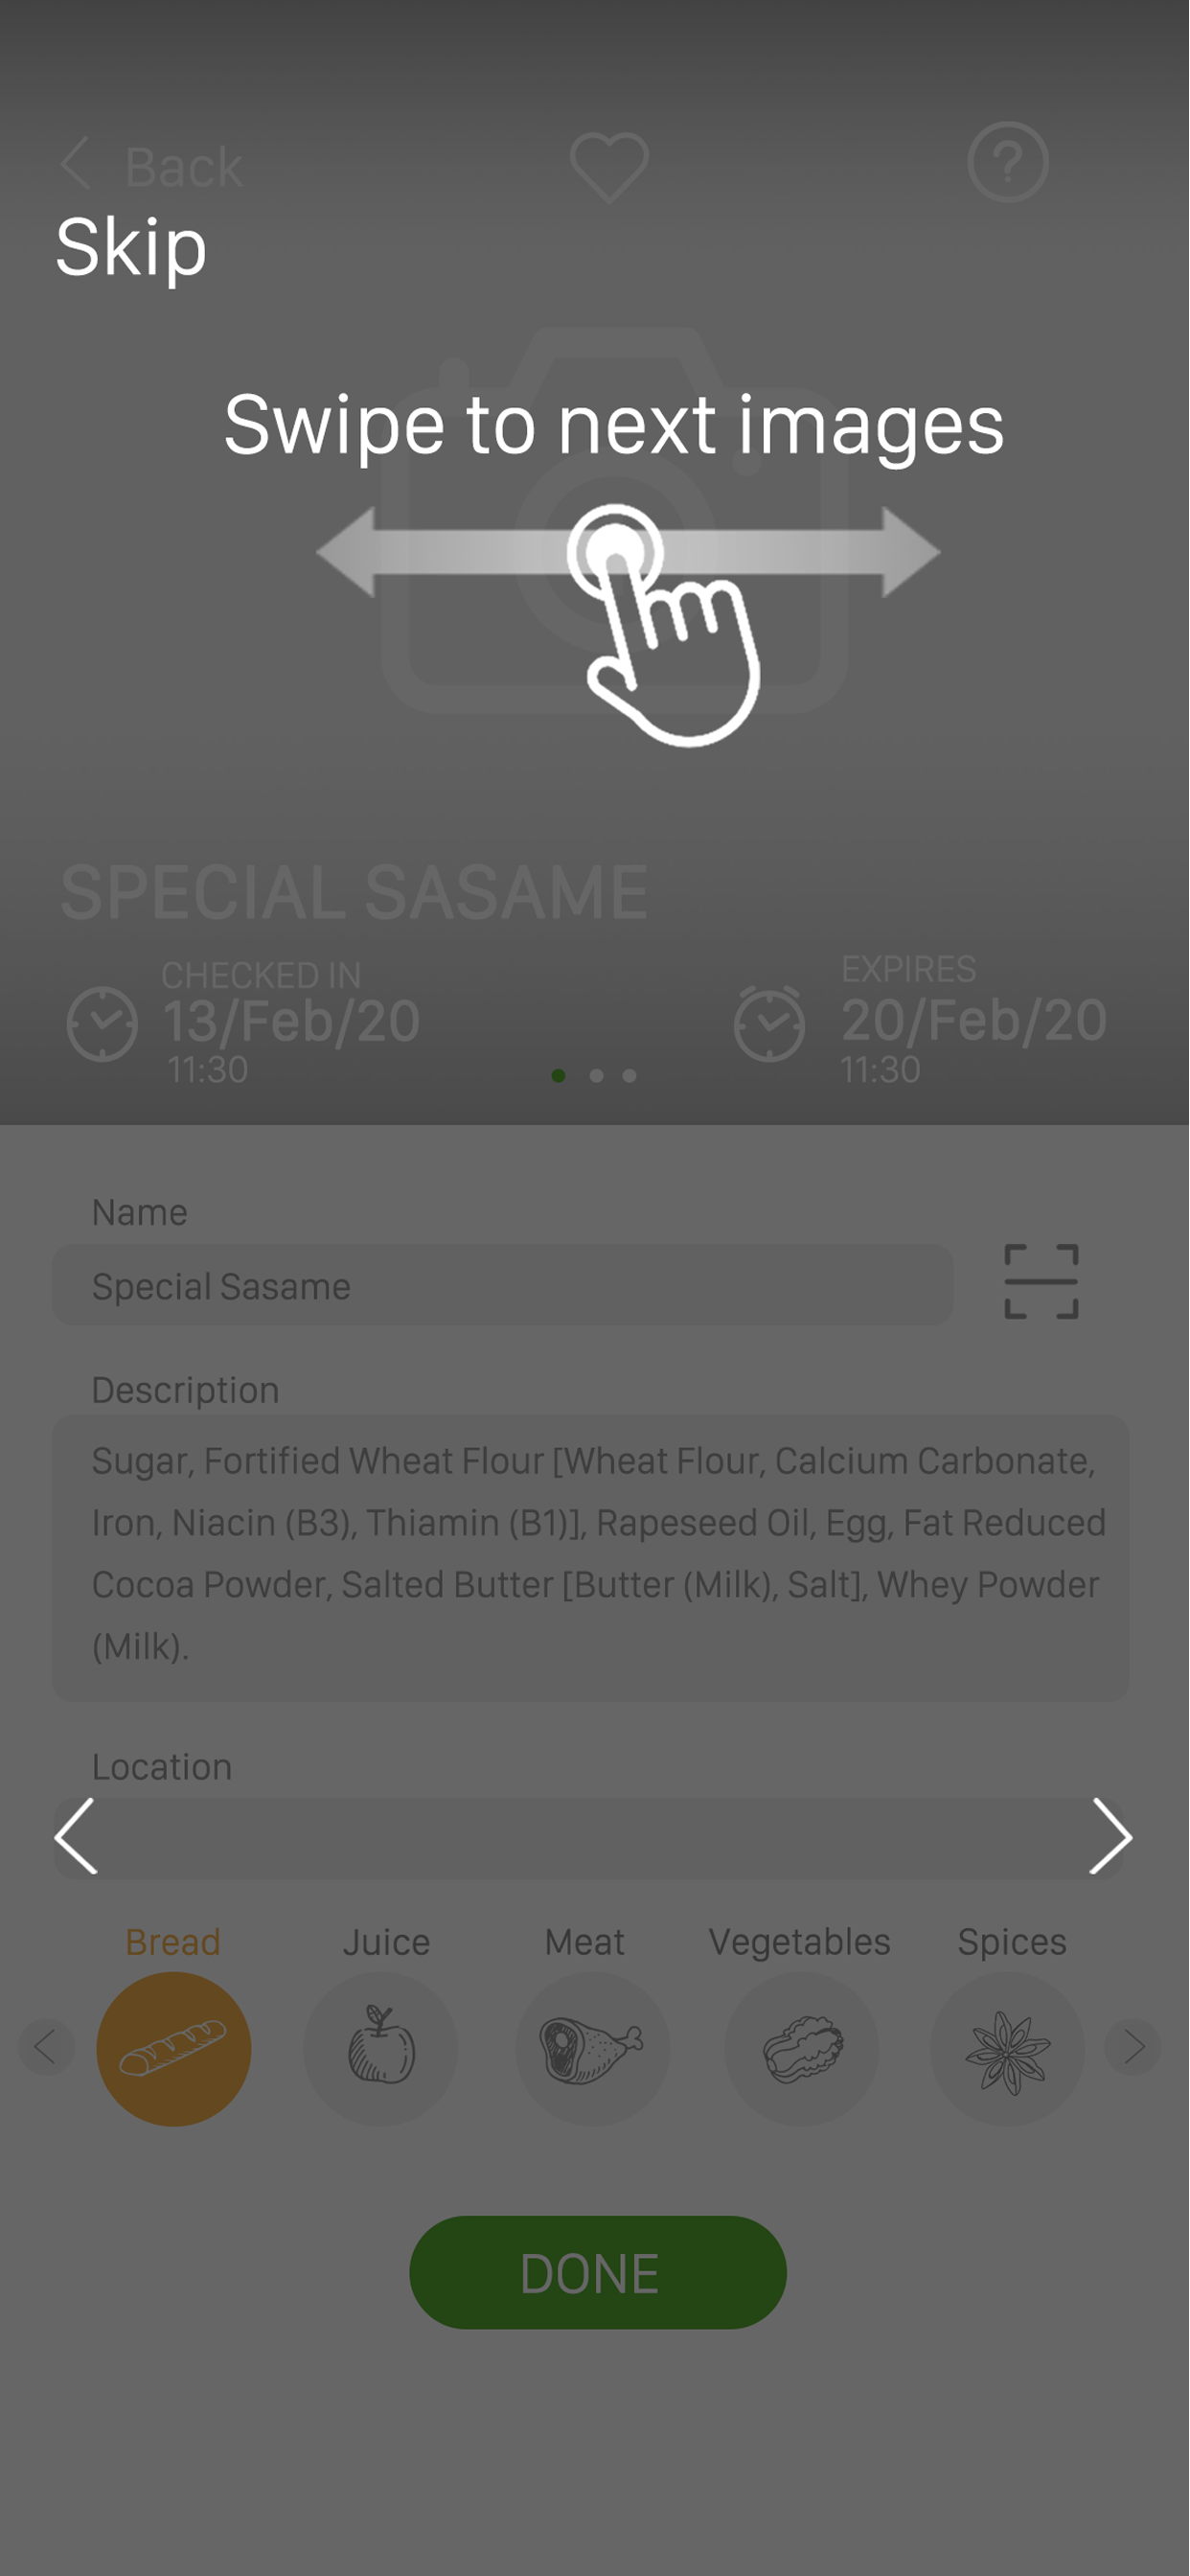 Back
?
Skip
Swipe to next images
SPECIAL SASAME
CHECKED IN
13/Feb/20
11:30
EXPIRES
20/Feb/20
11:30
Name
Special Sasame
Description
Sugar, Fortified Wheat Flour [Wheat Flour, Calcium Carbonate,
Iron, Niacin (B3), Thiamin (B1)], Rapeseed Oil, Egg, Fat Reduced
Cocoa Powder, Salted Butter [Butter (Milk), Salt], Whey Powder
(Milk).
Location
Bread Juice Meat Vegetables Spices
DONE